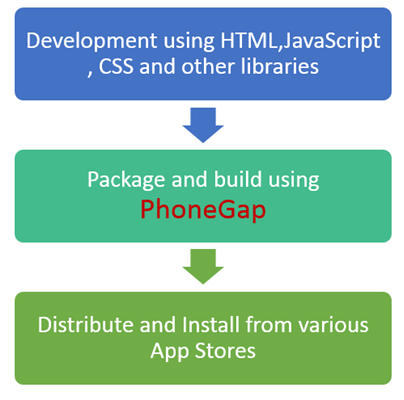 Development using HTML,JavaScript
, CSS and other libraries
Package and build using
PhoneGap
Distribute and Install from various
App Stores